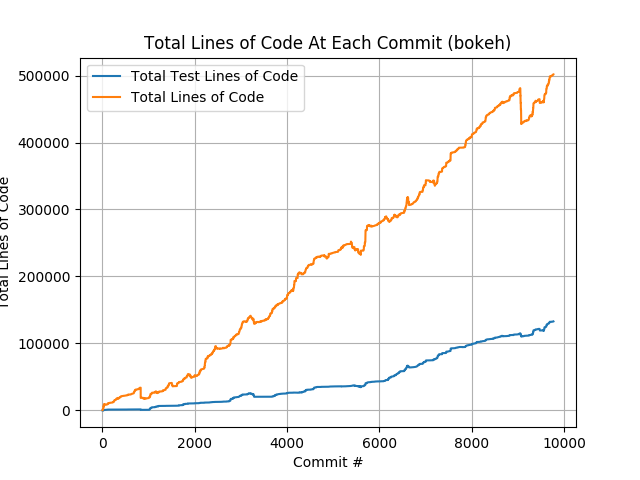 Total Lines of Code At Each Commit (bokeh)
Total Test Lines of Code
Total Lines of Code
500000
400000
300000
200000
100000
0
Total Lines of Code
0 2000 4000 6000 8000 10000
Commit #